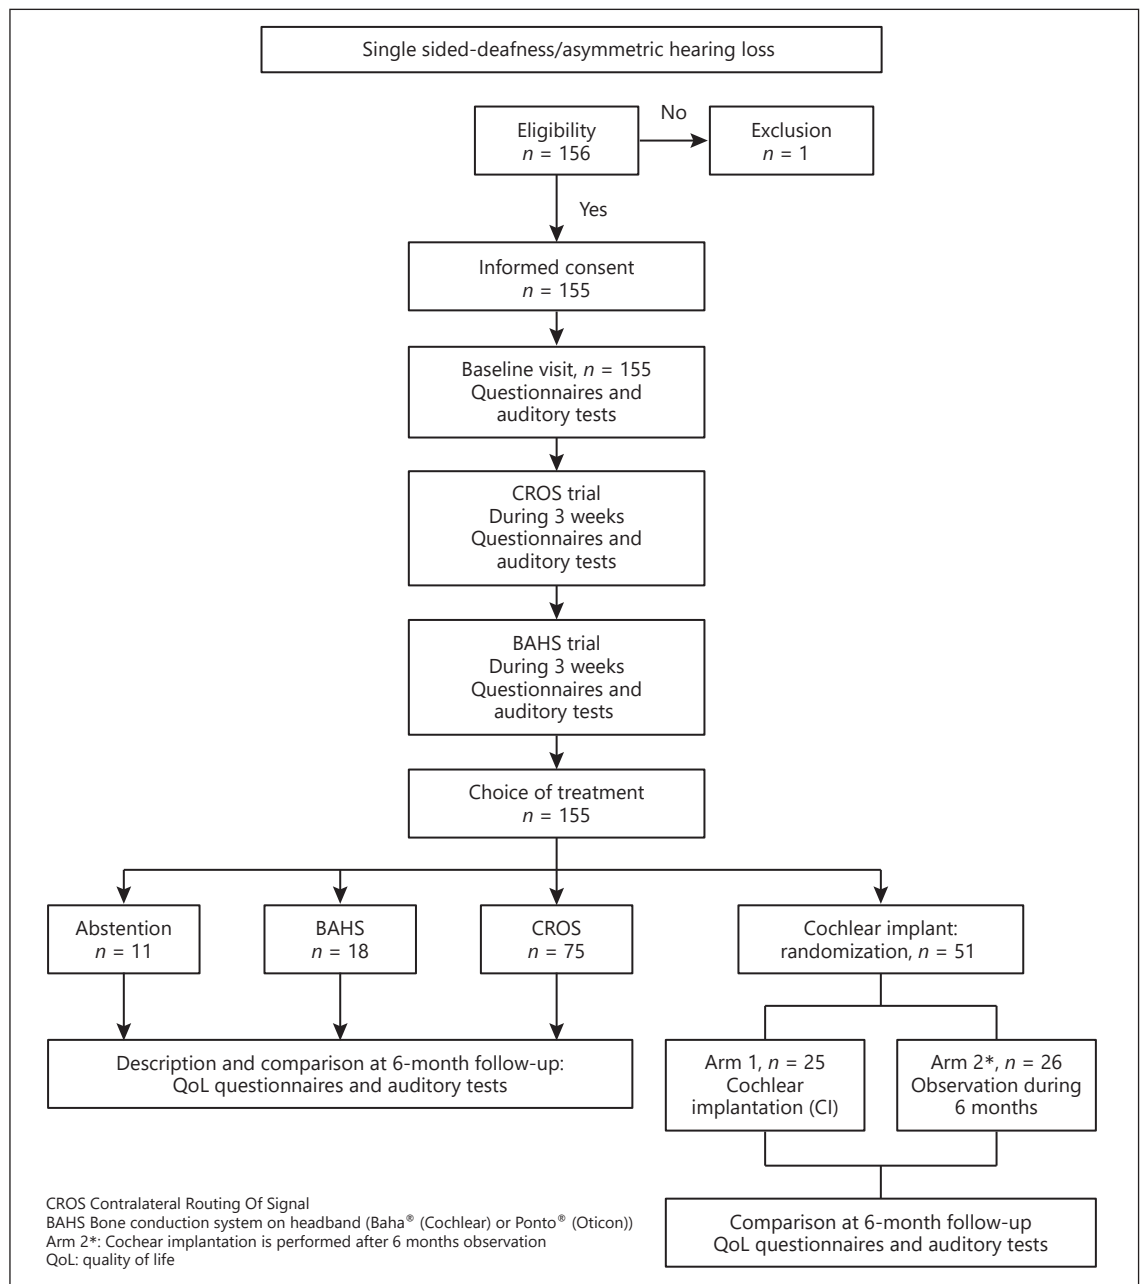 Single sided-deafness/asymmetric hearing loss
Eligibility
n = 156
No
Exclusion
n = 1
Yes
Informed consent
n = 155
Baseline visit, n = 155
Questionnaires and
auditory tests
CROS trial
During 3 weeks
Questionnaires and
auditory tests
BAHS trial
During 3 weeks
Questionnaires and
auditory tests
Choice of treatment
n = 155
Abstention
n = 11
BAHS
n = 18
CROS
n = 75
Cochlear implant:
randomization, n = 51
Description and comparison at 6-month follow-up:
QoL questionnaires and auditory tests
Arm 1, n = 25
Cochlear
implantation (CI)
Arm 2*, n = 26
Observation during
6 months
Comparison at 6-month follow-up
QoL questionnaires and auditory tests
CROS Contralateral Routing Of Signal
BAHS Bone conduction system on headband (Baha® (Cochlear) or Ponto® (Oticon))
Arm 2*: Cochear implantation is performed after 6 months observation
QoL: quality of life